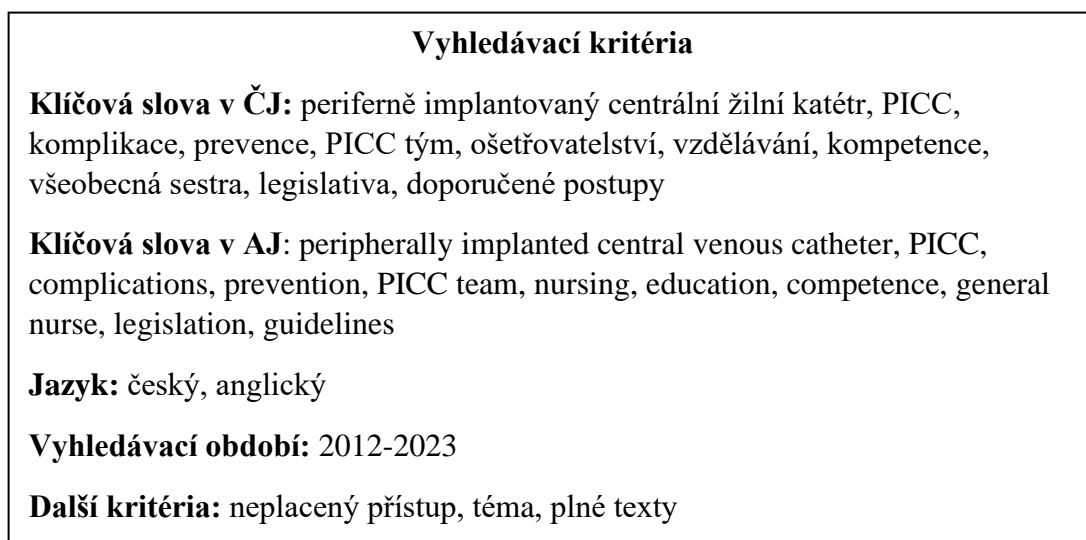 Vyhledávací kritéria
Klíčová slova v ČJ: periferně implantovaný centrální žilní katétr, PICC,
komplikace, prevence, PICC tým, ošetřovatelství, vzdělávání, kompetence,
všeobecná sestra, legislativa, doporučené postupy
Klíčová slova v AJ: peripherally implanted central venous catheter, PICC,
complications, prevention, PICC team, nursing, education, competence, general
nurse, legislation, guidelines
Jazyk: český, anglický
Vyhledávací období: 2012-2023
Další kritéria: neplacený přístup, téma, plné texty